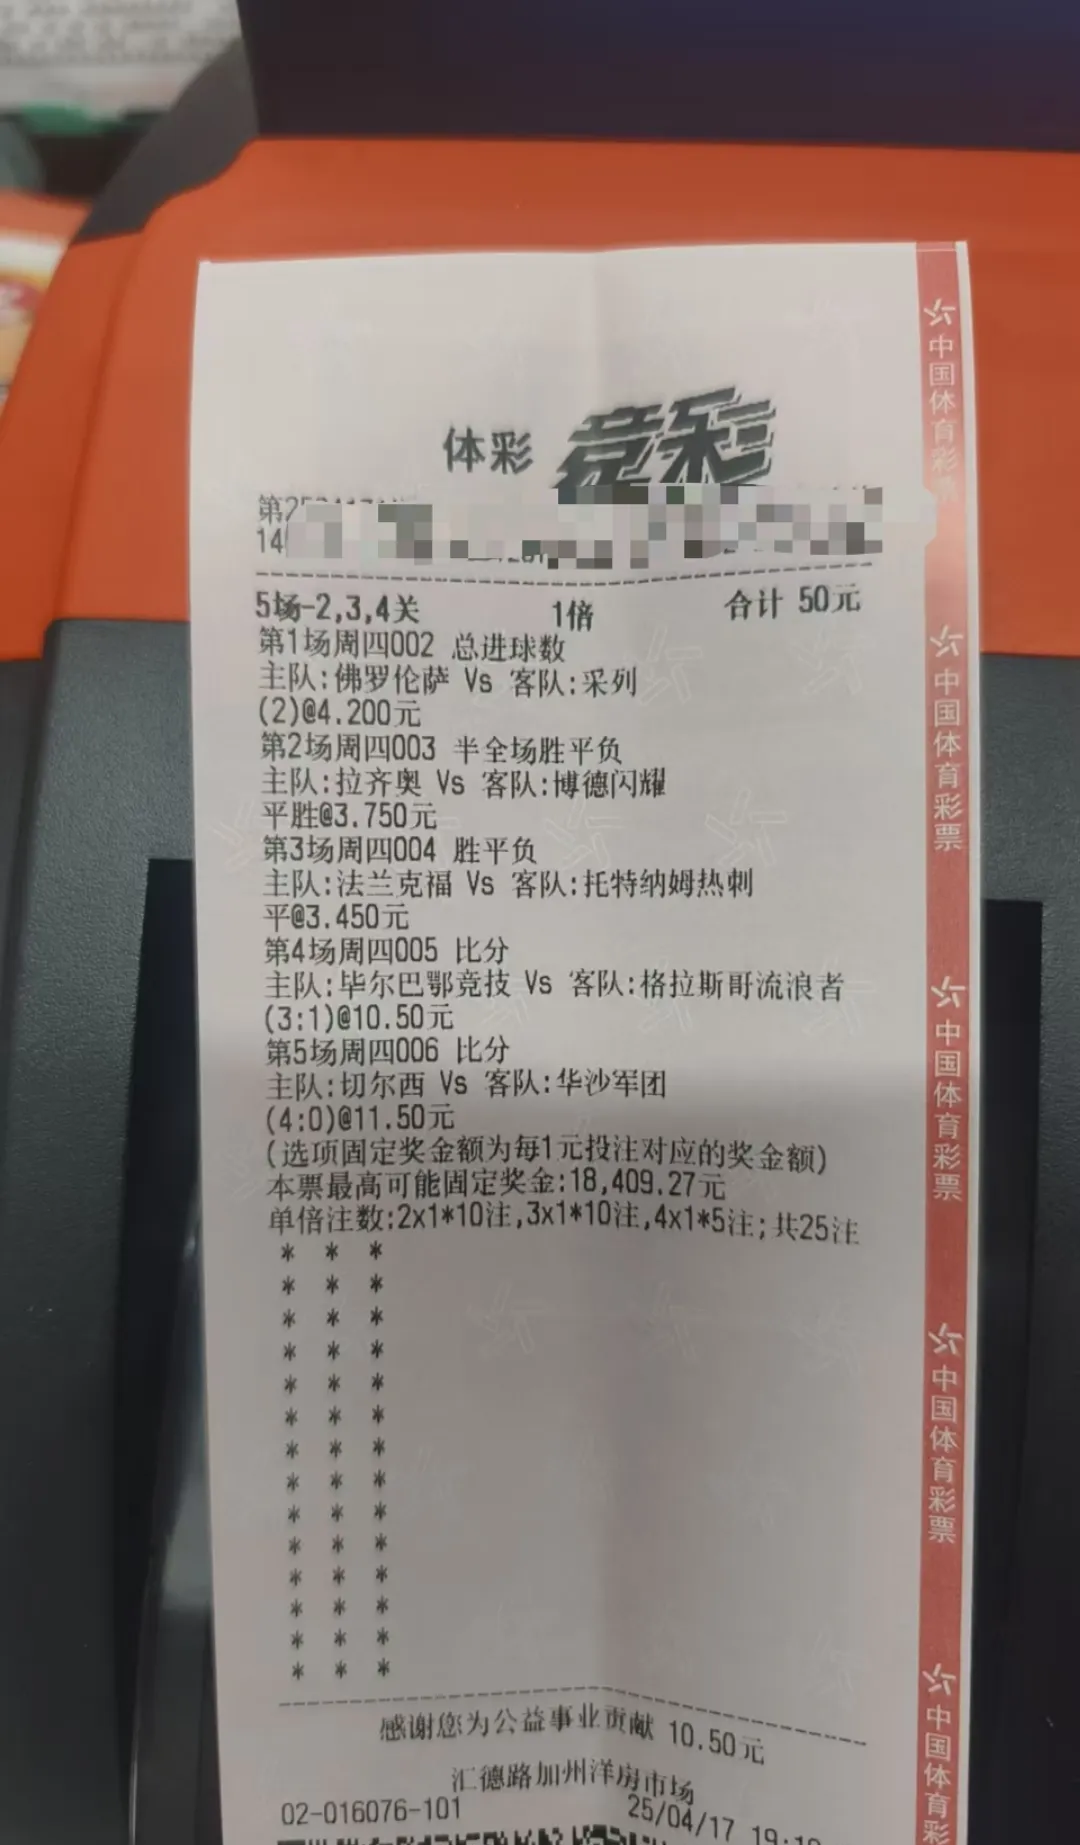 体彩 竞彩
5场-2,3,4关 1倍 合计 50元
第1场周四002 总进球数
主队:佛罗伦萨 Vs 客队:采列
(2)@4.200元
第2场周四003 半全场胜平负
主队:拉齐奥 Vs 客队:博德闪耀
平胜@3.750元
第3场周四004 胜平负
主队:法兰克福 Vs 客队:托特纳姆热刺
平@3.450元
第4场周四005 比分
主队:毕尔巴鄂竞技 Vs 客队:格拉斯哥流浪者
(3:1)@10.50元
第5场周四006 比分
主队:切尔西 Vs 客队:华沙军团
(4:0)@11.50元
(选项固定奖金额为每1元投注对应的奖金额)
本票最高可能固定奖金:18,409.27元
单倍注数:2x1*10注,3x1*10注,4x1*5注;共25注
* * *
* * *
* * *
* * *
* * *
* * *
* * *
* * *
* * *
* * *
* * *
* * *
* * *
* * *
感谢您为公益事业贡献 10.50元
汇德路加州洋房市场
02-016076-101 25/04/17
中国体育彩票
中国体育彩票
中国体育彩票
中国体育彩票
中国体育彩